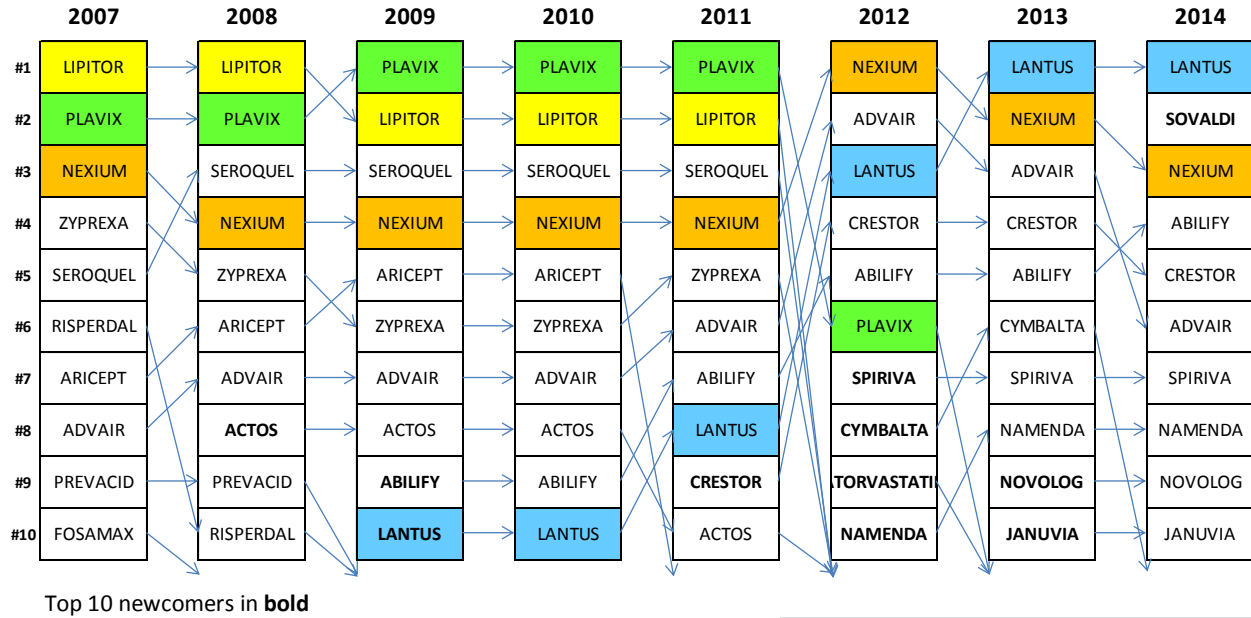 2007 2008 2009 2010 2011 2012 2013 2014
#1 LIPITOR LIPITOR PLAVIX PLAVIX PLAVIX NEXIUM LANTUS LANTUS
#2 PLAVIX PLAVIX LIPITOR LIPITOR LIPITOR ADVAIR NEXIUM SOVALDI
#3 NEXIUM SEROQUEL SEROQUEL SEROQUEL SEROQUEL LANTUS ADVAIR NEXIUM
#4 ZYPREXA NEXIUM NEXIUM NEXIUM NEXIUM CRESTOR CRESTOR ABILIFY
#5 SEROQUEL ZYPREXA ARICEPT ARICEPT ZYPREXA ABILIFY ABILIFY CRESTOR
#6 RISPERDAL ARICEPT ZYPREXA ZYPREXA ADVAIR PLAVIX CYMBALTA ADVAIR
#7 ARICEPT ADVAIR ADVAIR ADVAIR ABILIFY SPIRIVA SPIRIVA SPIRIVA
#8 ADVAIR ACTOS ACTOS ACTOS LANTUS CYMBALTA NAMENDA NAMENDA
#9 PREVACID PREVACID ABILIFY ABILIFY CRESTOR TORVASTATI NOVOLOG NOVOLOG
#10 FOSAMAX RISPERDAL LANTUS LANTUS ACTOS NAMENDA JANUVIA JANUVIA
Top 10 newcomers in bold